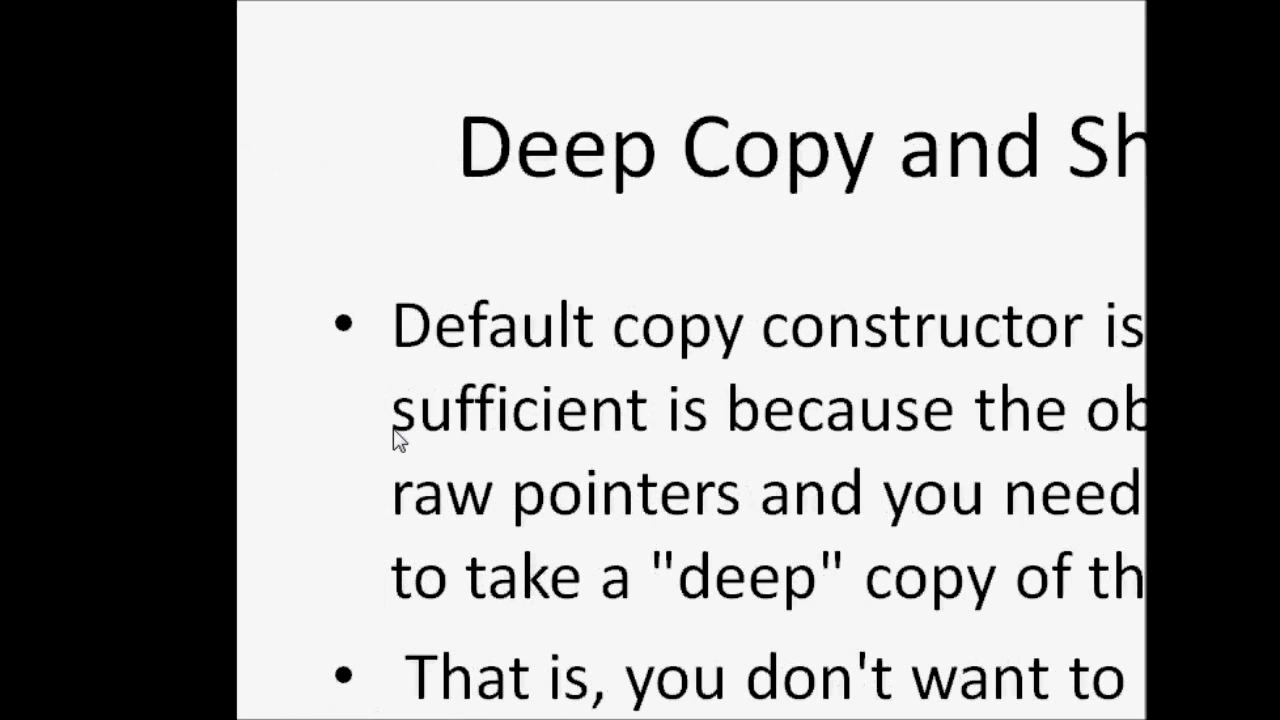 Deep Copy and Sh
• Default copy constructor is
sufficient is because the ob
raw pointers and you need
to take a "deep" copy of th
• That is, you don't want to